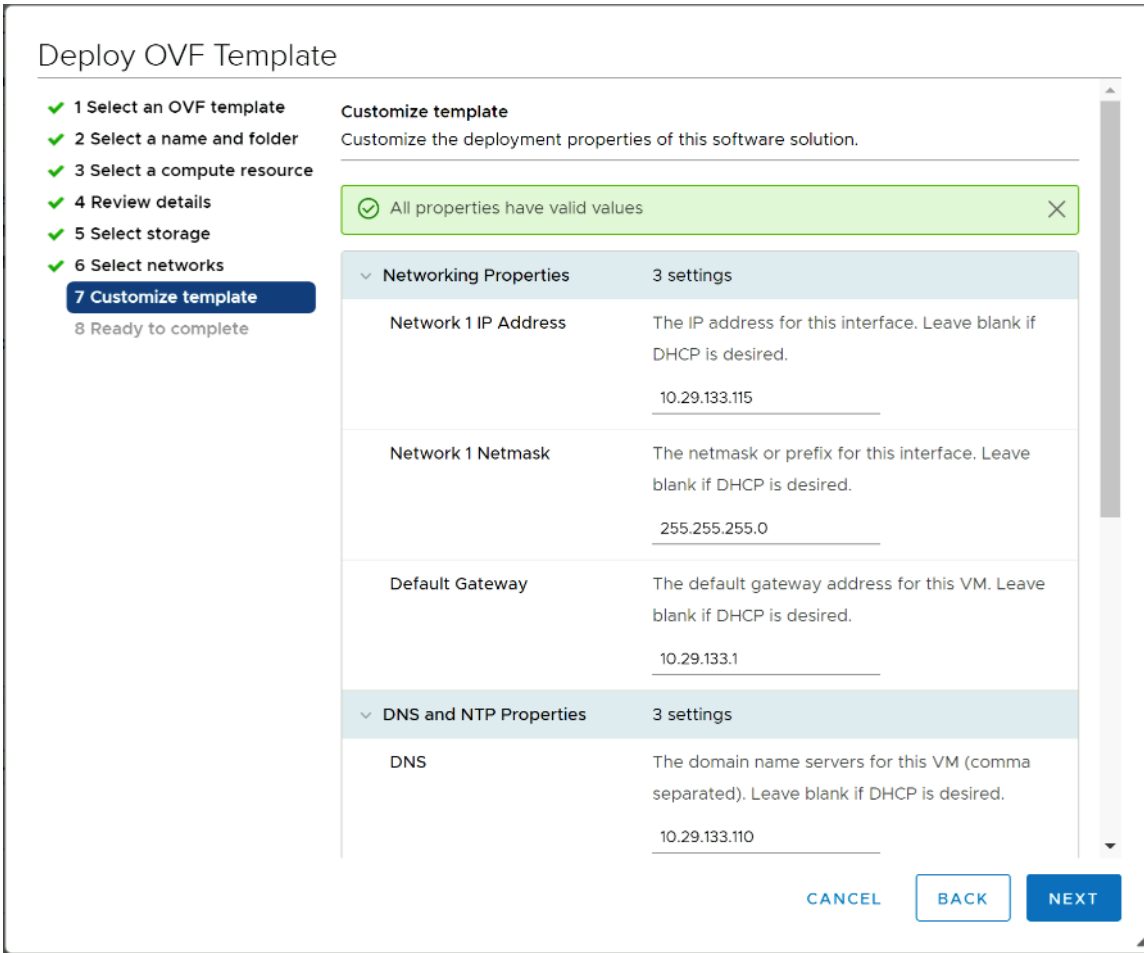 Deploy OVF Template
1 Select an OVF template
2 Select a name and folder
3 Select a compute resource
4 Review details
5 Select storage
6 Select networks
7 Customize template
8 Ready to complete
Customize template
Customize the deployment properties of this software solution.
All properties have valid values
Networking Properties 3 settings
Network 1 IP Address The IP address for this interface. Leave blank if
DHCP is desired.
10.29.133.115
Network 1 Netmask The netmask or prefix for this interface. Leave
blank if DHCP is desired.
255.255.255.0
Default Gateway The default gateway address for this VM. Leave
blank if DHCP is desired.
10.29.133.1
DNS and NTP Properties 3 settings
DNS The domain name servers for this VM (comma
separated). Leave blank if DHCP is desired.
10.29.133.110
CANCEL BACK NEXT